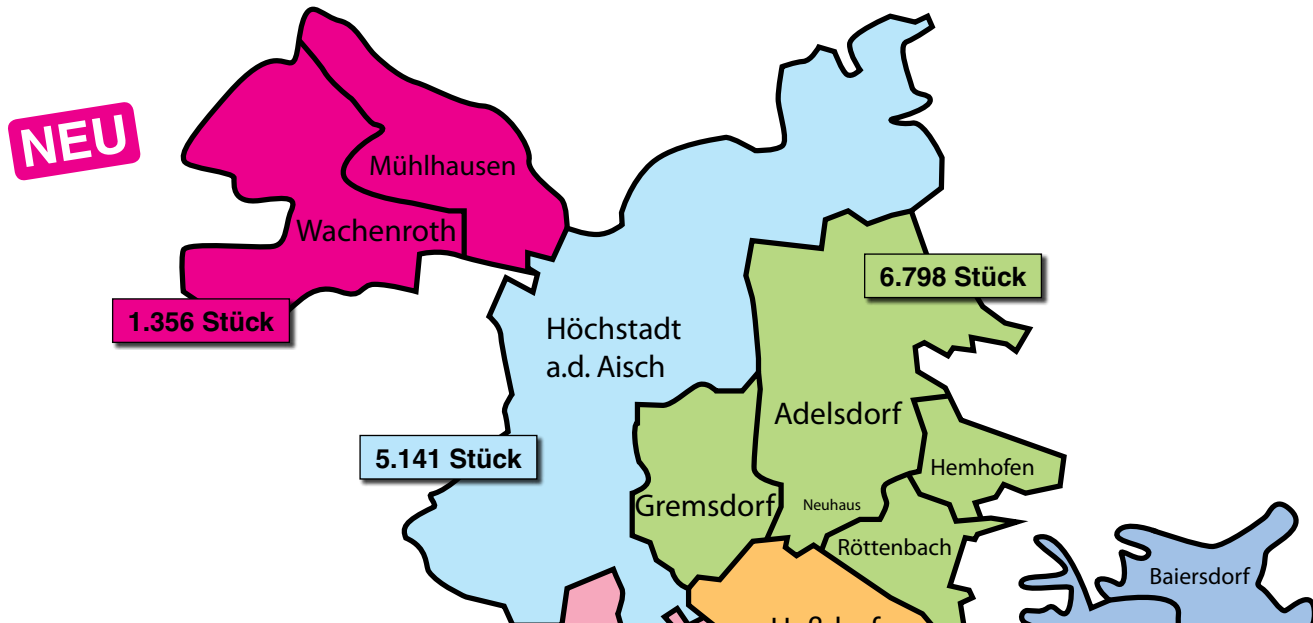 NEU
Mühlhausen
Wachenroth
1.356 Stück
6.798 Stück
Höchstadt
a.d. Aisch
Adelsdorf
5.141 Stück
Hemhofen
Gremsdorf
Neuhaus
Röttenbach
Baiersdorf